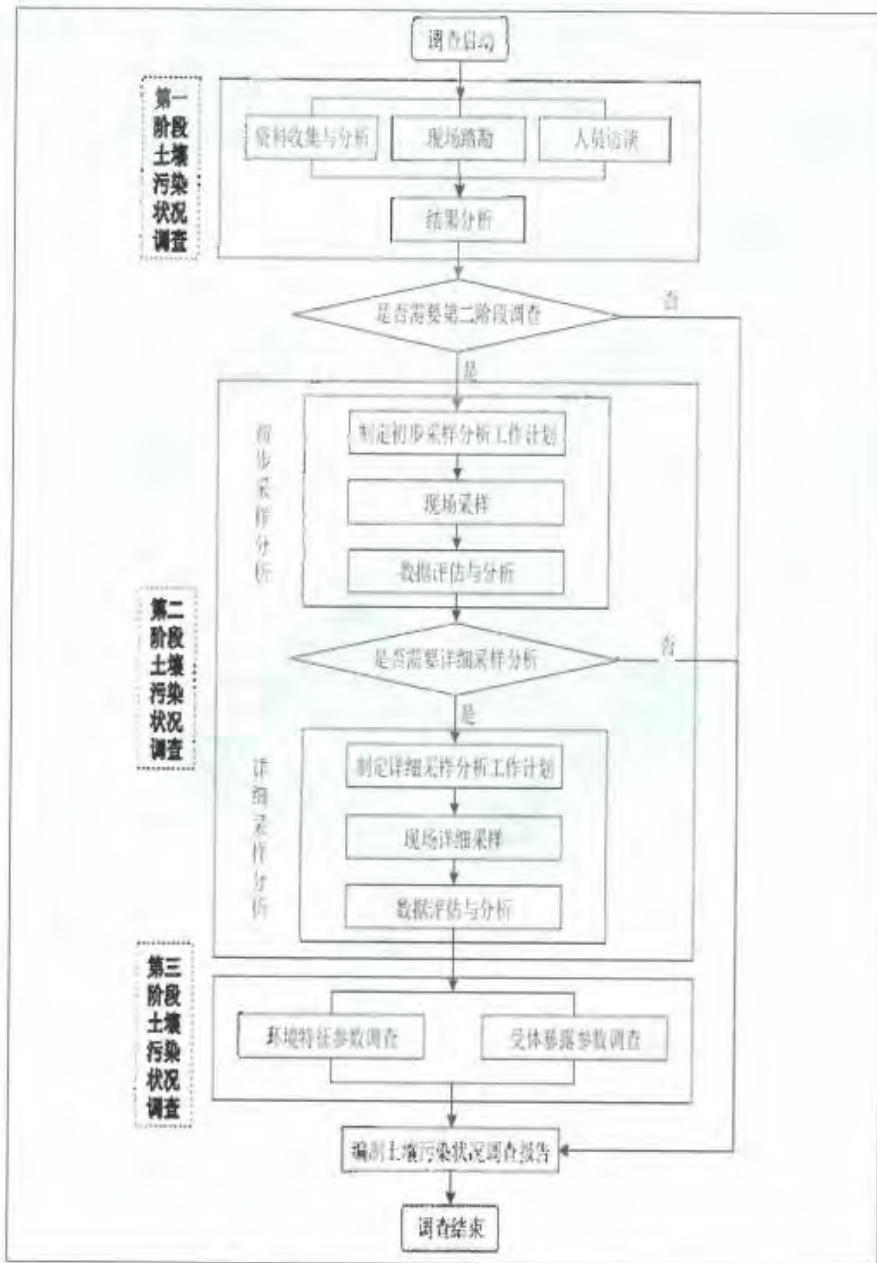 调查启动
第一
阶段
土壤
污染
状况
调查
资料收集与分析
现场踏勘
人员访谈
结果分析
是否需要第二阶段调查
否
是
初
步
采
样
分
析
制定初步采样分析工作计划
现场采样
数据评估与分析
第二
阶段
土壤
污染
状况
调查
是否需要详细采样分析
否
是
详
细
采
样
分
析
制定详细采样分析工作计划
现场详细采样
数据评估与分析
第三
阶段
土壤
污染
状况
调查
环境特征参数调查
受体暴露参数调查
编制土壤污染状况调查报告
调查结束